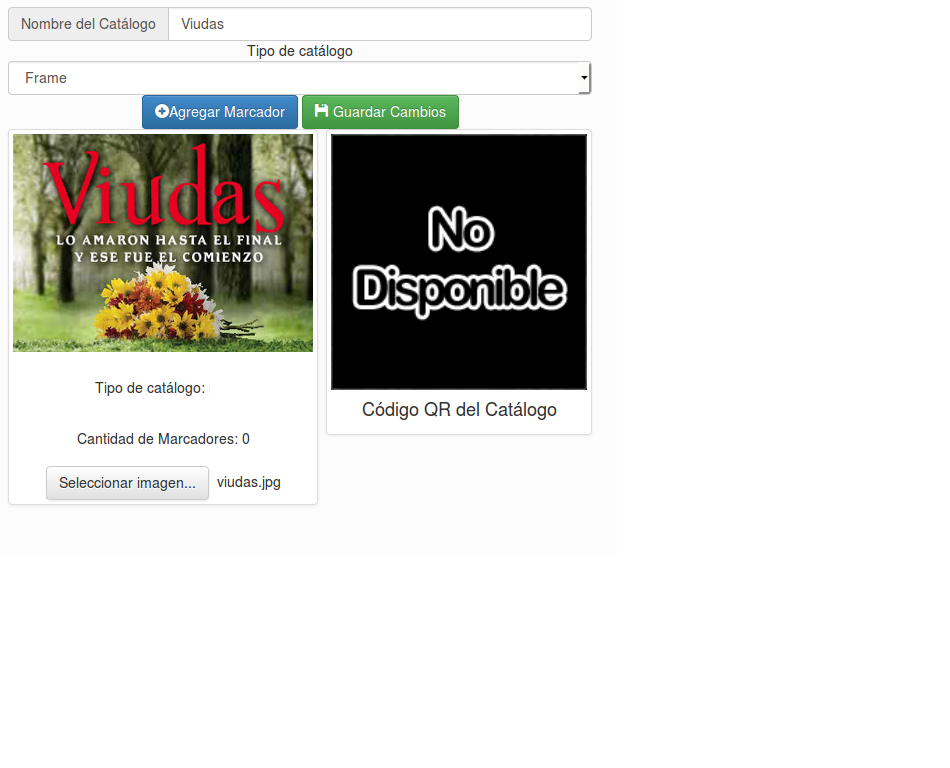 Nombre del Catálogo Viudas
Tipo de catálogo
Frame
Agregar Marcador Guardar Cambios
Viudas
LO AMARON HASTA EL FINAL
Y ESE FUE EL COMIENZO
No
Disponible
Código QR del Catálogo
Tipo de catálogo:
Cantidad de Marcadores: 0
Seleccionar imagen... viudas.jpg